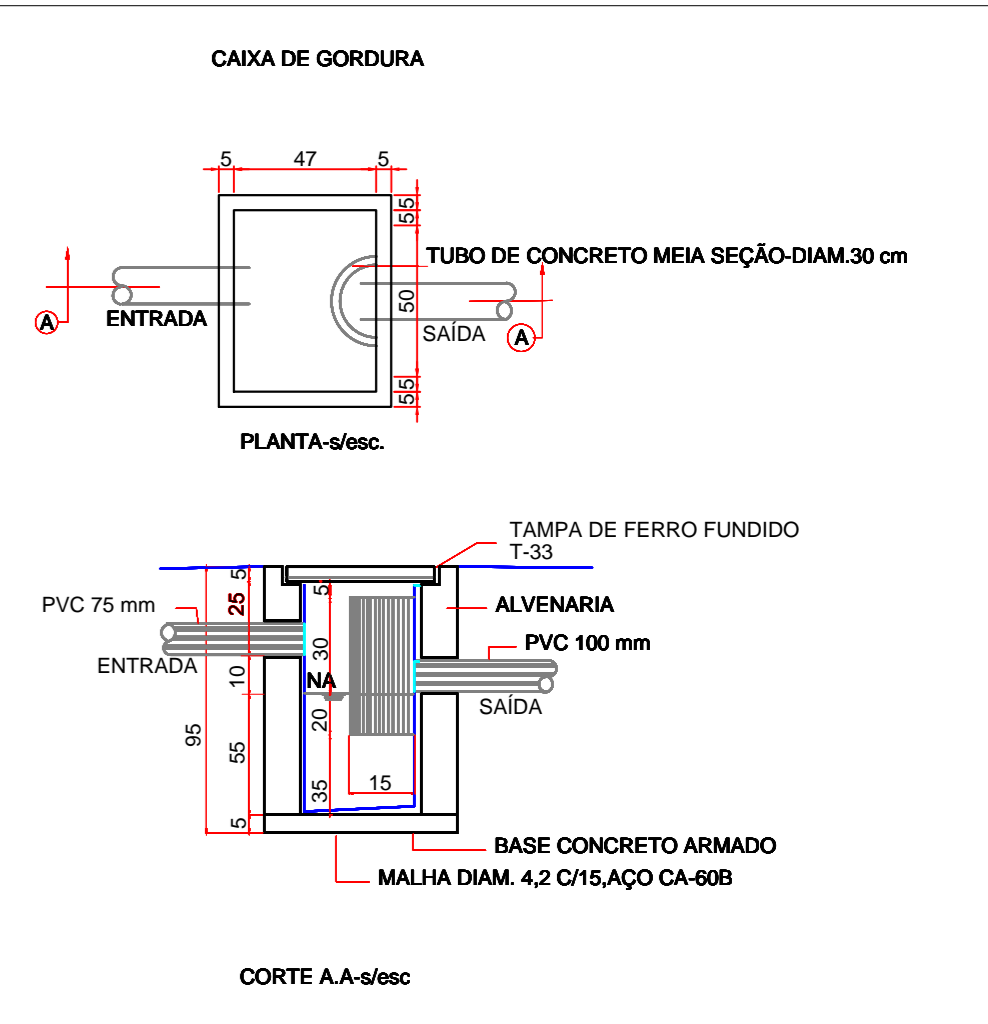 CAIXA DE GORDURA
5 47 5
5
5
TUBO DE CONCRETO MEIA SEÇÃO-DIAM.30 cm
50
ENTRADA
SAÍDA
A
A
5
5
PLANTA-s/esc.
TAMPA DE FERRO FUNDIDO
T-33
5
5
25
PVC 75 mm
ALVENARIA
PVC 100 mm
30
ENTRADA
10
NA
SAÍDA
20
95
55
15
35
5
BASE CONCRETO ARMADO
MALHA DIAM. 4,2 C/15,AÇO CA-60B
CORTE A.A-s/esc